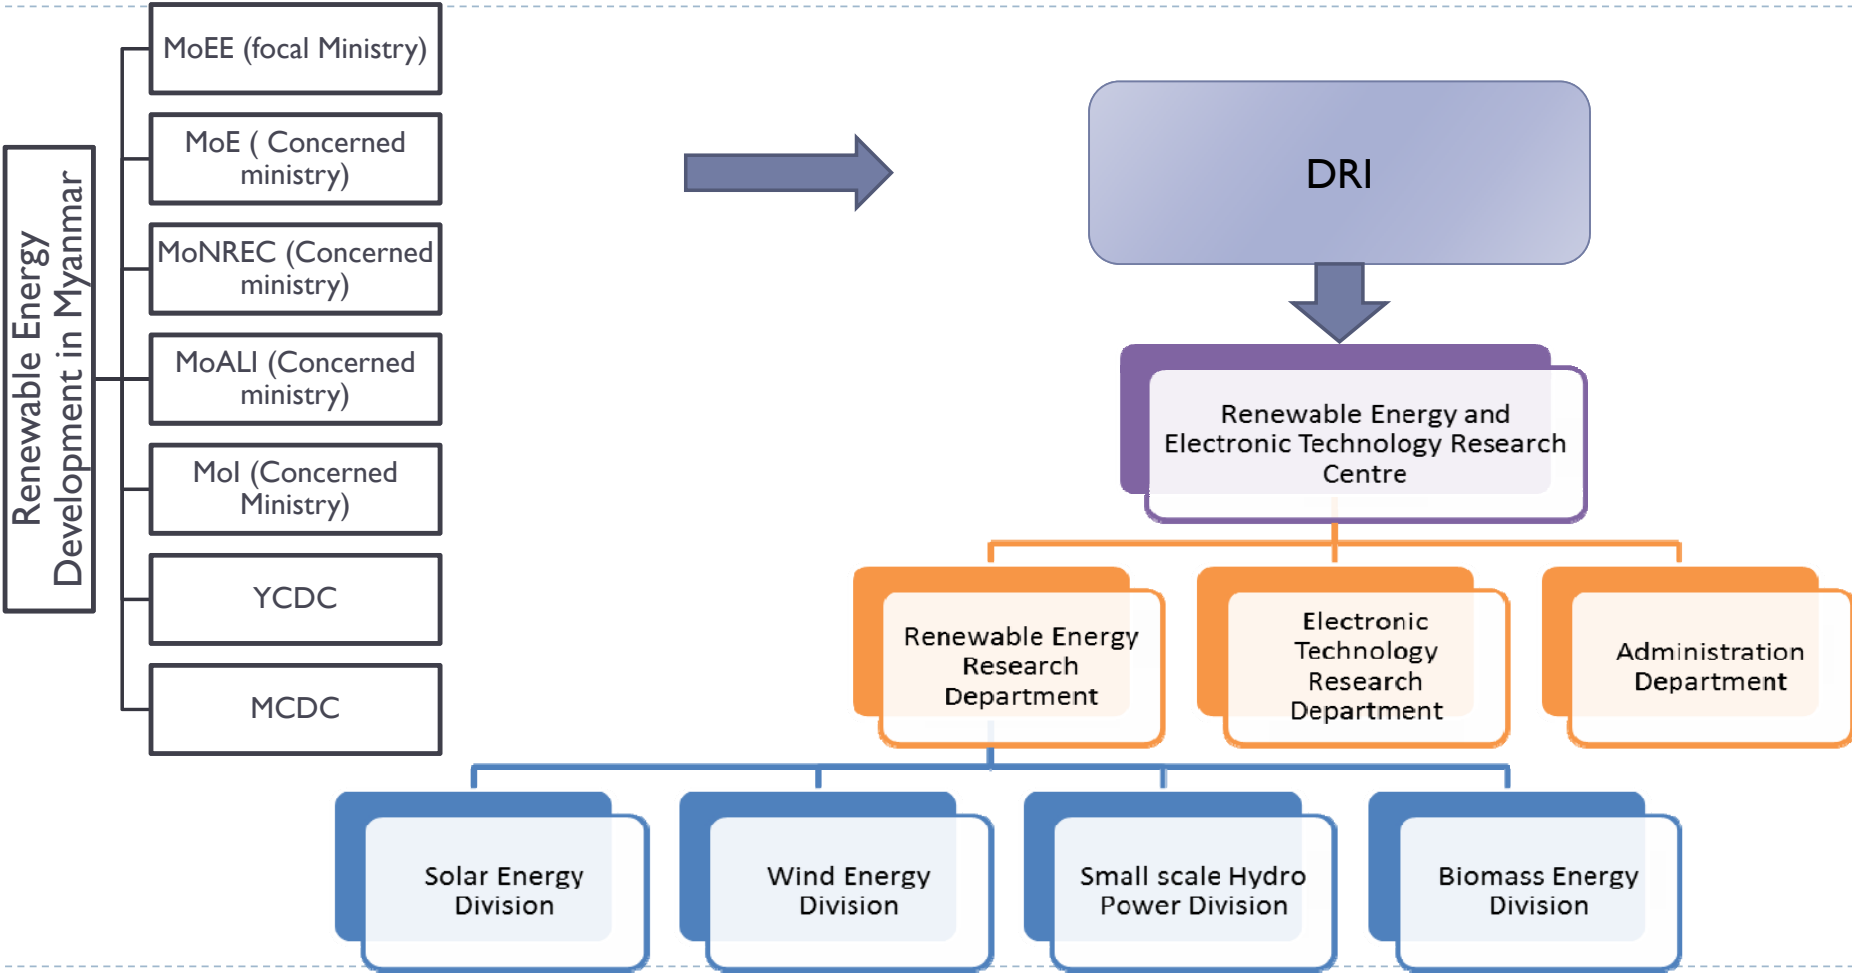 Renewable Energy
Development in Myanmar
MoEE (focal Ministry)
MoE ( Concerned
ministry)
MoNREC (Concerned
ministry)
MoALI (Concerned
ministry)
MoI (Concerned
Ministry)
YCDC
MCDC
DRI
Renewable Energy and
Electronic Technology Research
Centre
Renewable Energy
Research
Department
Electronic
Technology
Research
Department
Administration
Department
Solar Energy
Division
Wind Energy
Division
Small scale Hydro
Power Division
Biomass Energy
Division